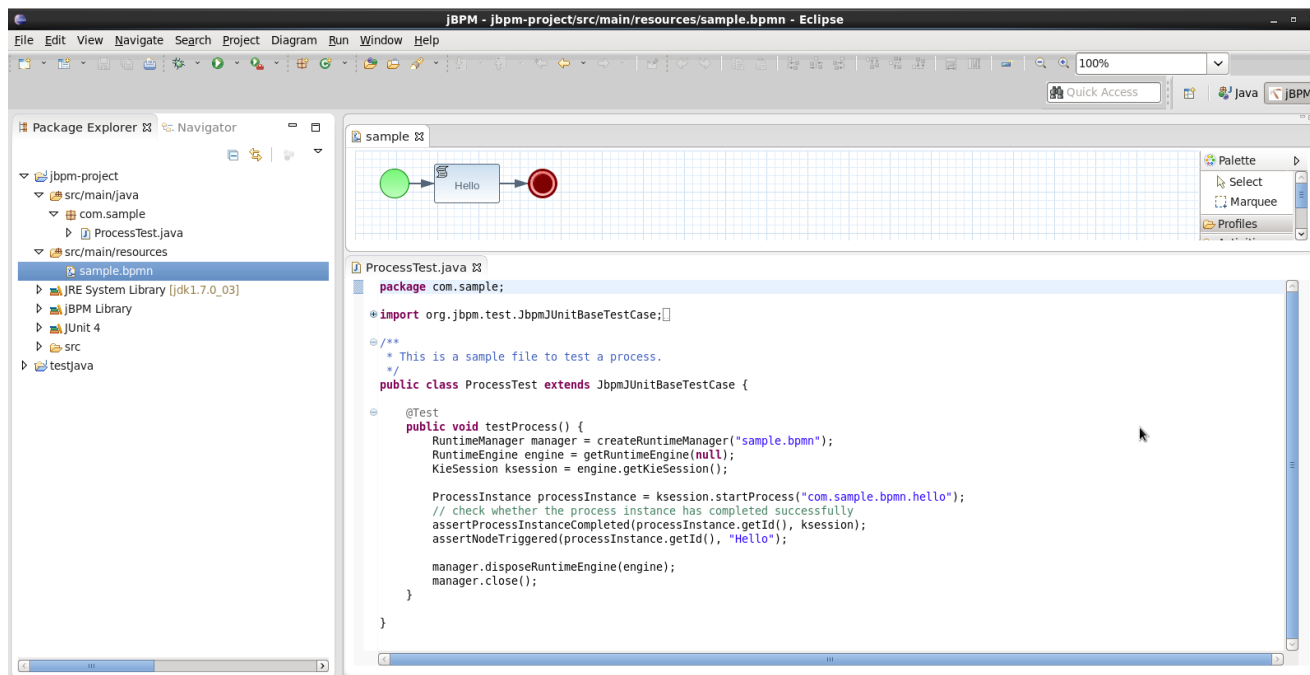 jBPM - jbpm-project/src/main/resources/sample.bpmn - Eclipse
File Edit View Navigate Search Project Diagram Run Window Help
100%
Quick Access
Java
jBPM
Package Explorer
Navigator
jbpm-project
src/main/java
com.sample
ProcessTest.java
src/main/resources
sample.bpmn
JRE System Library [jdk1.7.0_03]
jBPM Library
JUnit 4
src
testJava
sample
Hello
Palette
Select
Marquee
Profiles
ProcessTest.java
package com.sample;
import org.jbpm.test.JbpmJUnitBaseTestCase;
/**
 * This is a sample file to test a process.
 */
public class ProcessTest extends JbpmJUnitBaseTestCase {
    @Test
    public void testProcess() {
        RuntimeManager manager = createRuntimeManager("sample.bpmn");
        RuntimeEngine engine = getRuntimeEngine(null);
        KieSession ksession = engine.getKieSession();
        ProcessInstance processInstance = ksession.startProcess("com.sample.bpmn.hello");
        // check whether the process instance has completed successfully
        assertProcessInstanceCompleted(processInstance.getId(), ksession);
        assertNodeTriggered(processInstance.getId(), "Hello");
        manager.disposeRuntimeEngine(engine);
        manager.close();
    }
}